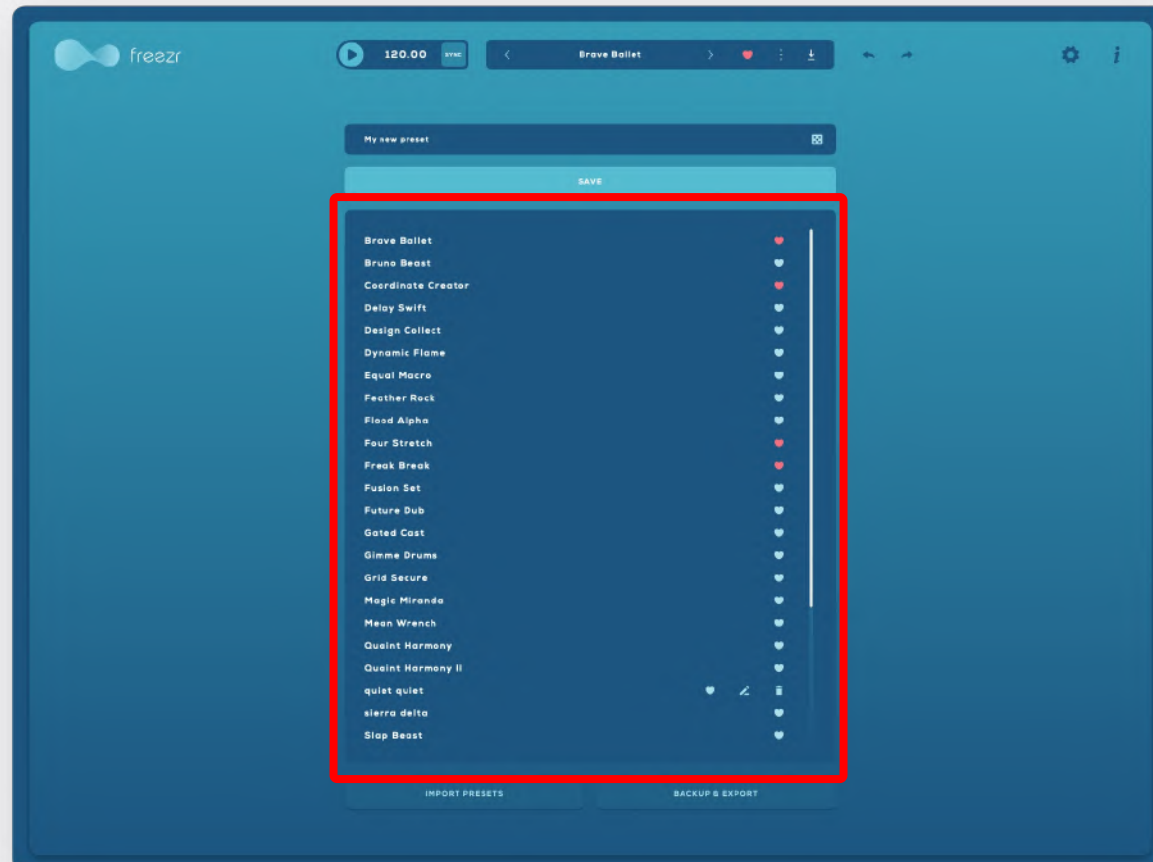 freezr
120.00 SYNC Brave Ballet
My new preset
SAVE
Brave Ballet
Bruno Beast
Coordinate Creator
Delay Swift
Design Collect
Dynamic Flame
Equal Macro
Feather Rock
Flood Alpha
Four Stretch
Freak Break
Fusion Set
Future Dub
Gated Cast
Gimme Drums
Grid Secure
Magic Miranda
Mean Wrench
Quaint Harmony
Quaint Harmony II
quiet quiet
sierra delta
Slap Beast
IMPORT PRESETS BACKUP & EXPORT